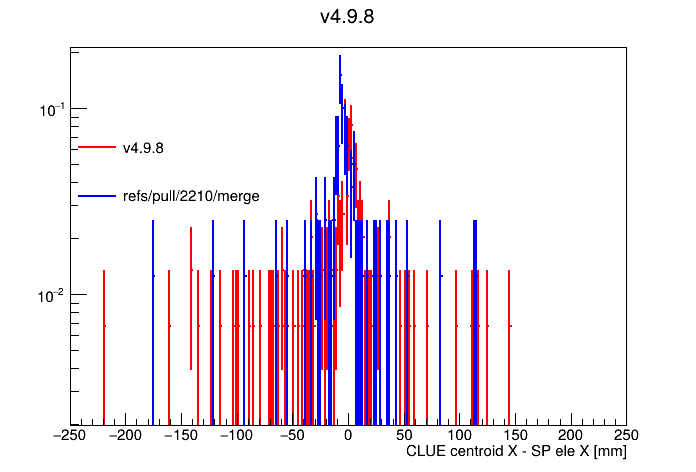 v4.9.8
10⁻¹
v4.9.8
refs/pull/2210/merge
10⁻²
−250 −200 −150 −100 −50 0 50 100 150 200 250
CLUE centroid X - SP ele X [mm]